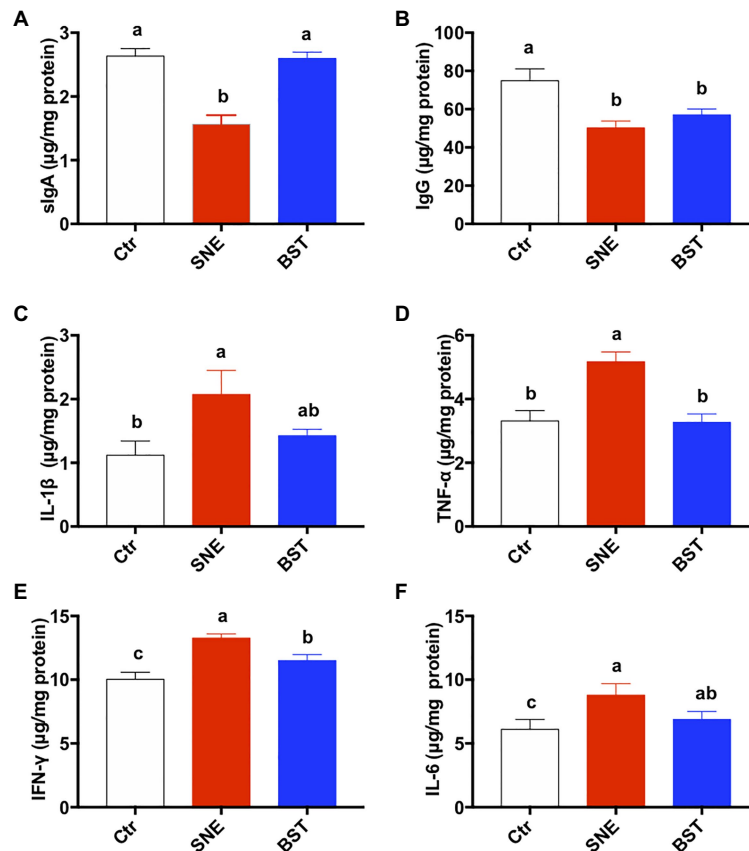 A
sIgA (µg/mg protein)
3
2
1
0
a
b
a
Ctr
SNE
BST
B
IgG (µg/mg protein)
100
80
60
40
20
0
a
b
b
Ctr
SNE
BST
C
IL-1β (µg/mg protein)
3
2
1
0
b
a
ab
Ctr
SNE
BST
D
TNF-α (µg/mg protein)
6
4
2
0
b
a
b
Ctr
SNE
BST
E
IFN-γ (µg/mg protein)
15
10
5
0
c
a
b
Ctr
SNE
BST
F
IL-6 (µg/mg protein)
15
10
5
0
c
a
ab
Ctr
SNE
BST